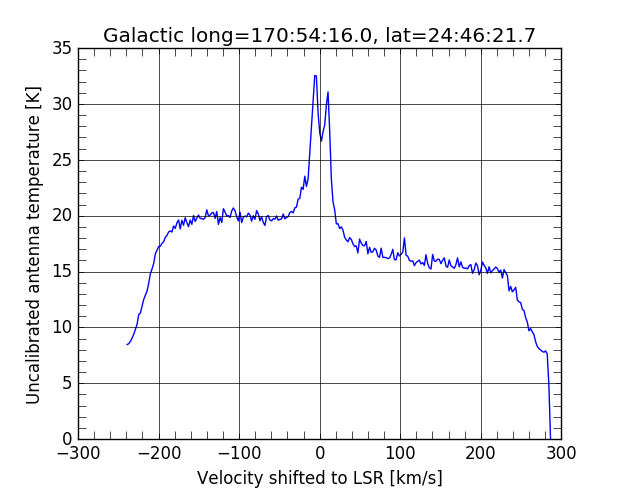 Galactic long=170:54:16.0, lat=24:46:21.7
35
30
25
20
15
10
5
0
Uncalibrated antenna temperature [K]
−300 −200 −100 0 100 200 300
Velocity shifted to LSR [km/s]